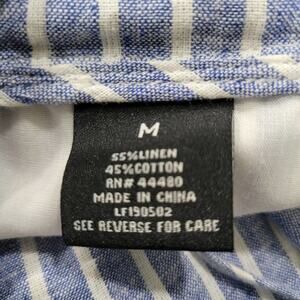 M
55%LINEN
45%COTTON
RN# 44480
MADE IN CHINA
LF190502
SEE REVERSE FOR CARE